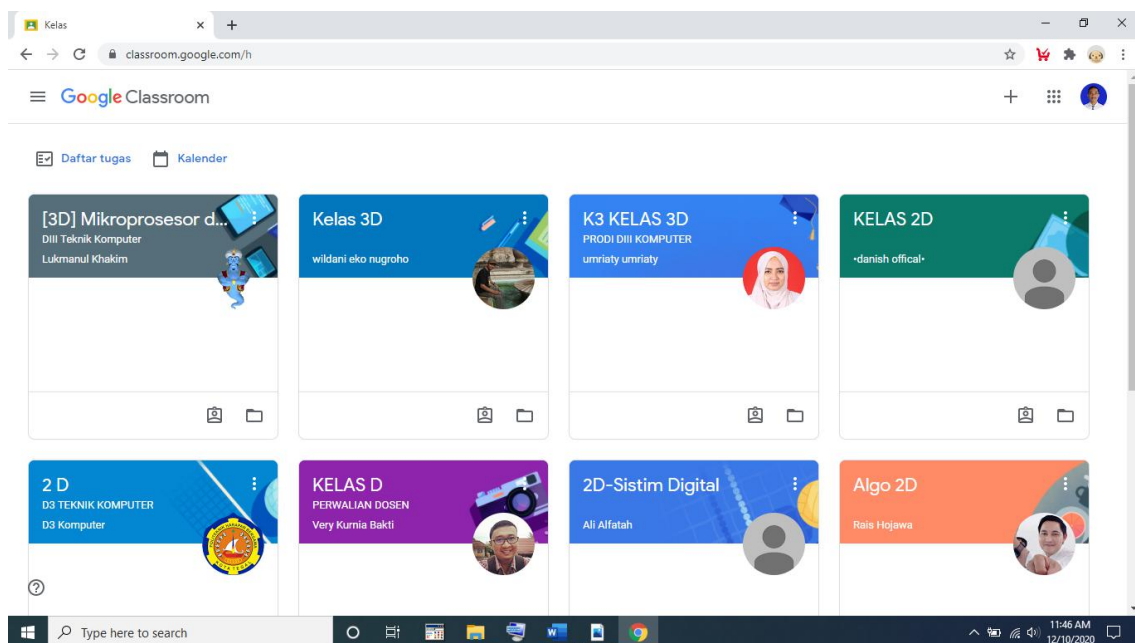 Kelas
classroom.google.com/h
Google Classroom
Daftar tugas
Kalender
[3D] Mikroprosesor d...
DIII Teknik Komputer
Lukmanul Khakim
Kelas 3D
wildani eko nugroho
K3 KELAS 3D
PRODI DIII KOMPUTER
umriaty umriaty
KELAS 2D
•danish offical•
2 D
D3 TEKNIK KOMPUTER
D3 Komputer
KELAS D
PERWALIAN DOSEN
Very Kurnia Bakti
2D-Sistim Digital
Ali Alfatah
Algo 2D
Rais Hojawa
Type here to search
11:46 AM
12/10/2020